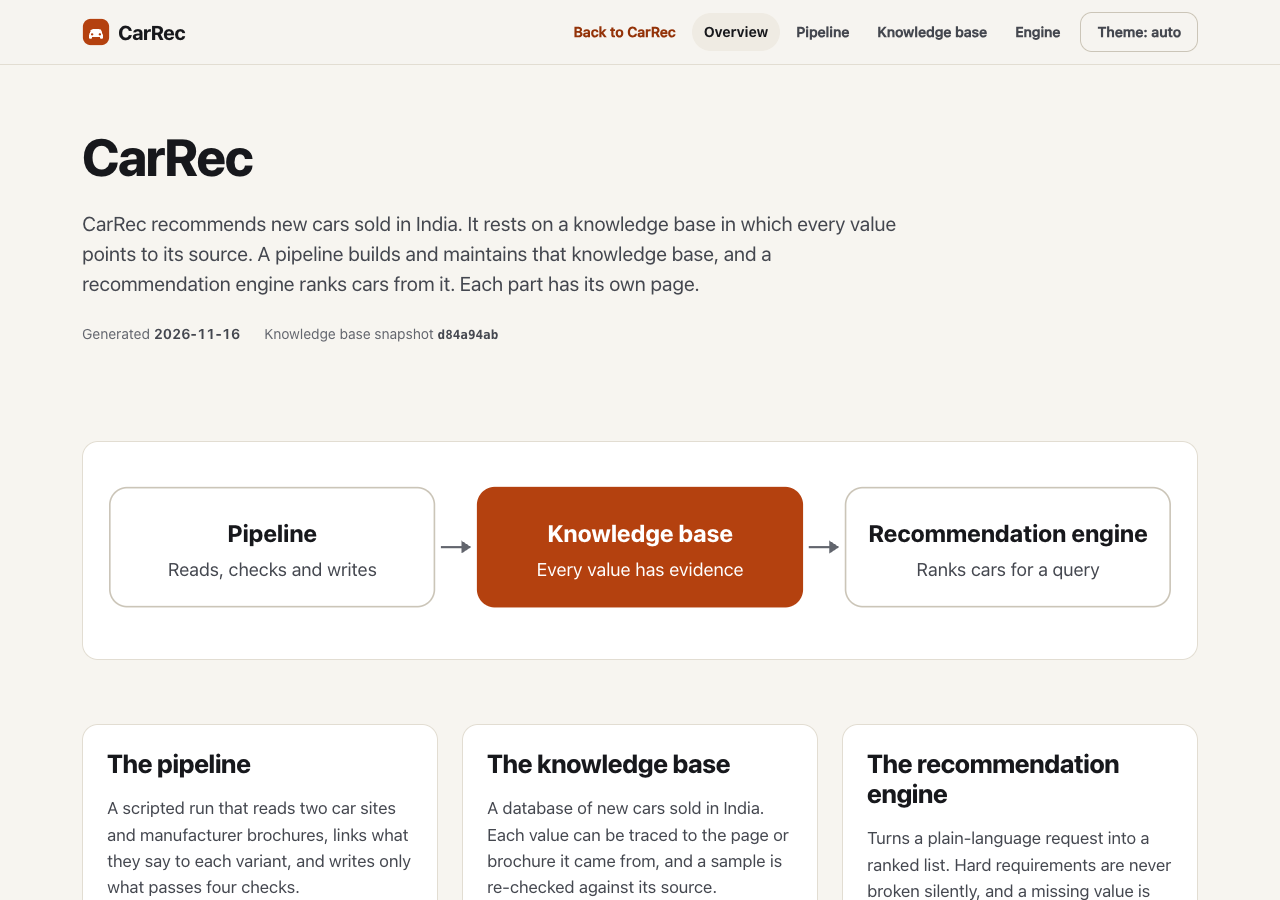 CarRec
Back to CarRec
Overview
Pipeline
Knowledge base
Engine
Theme: auto
CarRec
CarRec recommends new cars sold in India. It rests on a knowledge base in which every value
points to its source. A pipeline builds and maintains that knowledge base, and a
recommendation engine ranks cars from it. Each part has its own page.
Generated 2026-11-16
Knowledge base snapshot d84a94ab
Pipeline
Reads, checks and writes
Knowledge base
Every value has evidence
Recommendation engine
Ranks cars for a query
The pipeline
A scripted run that reads two car sites
and manufacturer brochures, links what
they say to each variant, and writes only
what passes four checks.
The knowledge base
A database of new cars sold in India.
Each value can be traced to the page or
brochure it came from, and a sample is
re-checked against its source.
The recommendation
engine
Turns a plain-language request into a
ranked list. Hard requirements are never
broken silently, and a missing value is